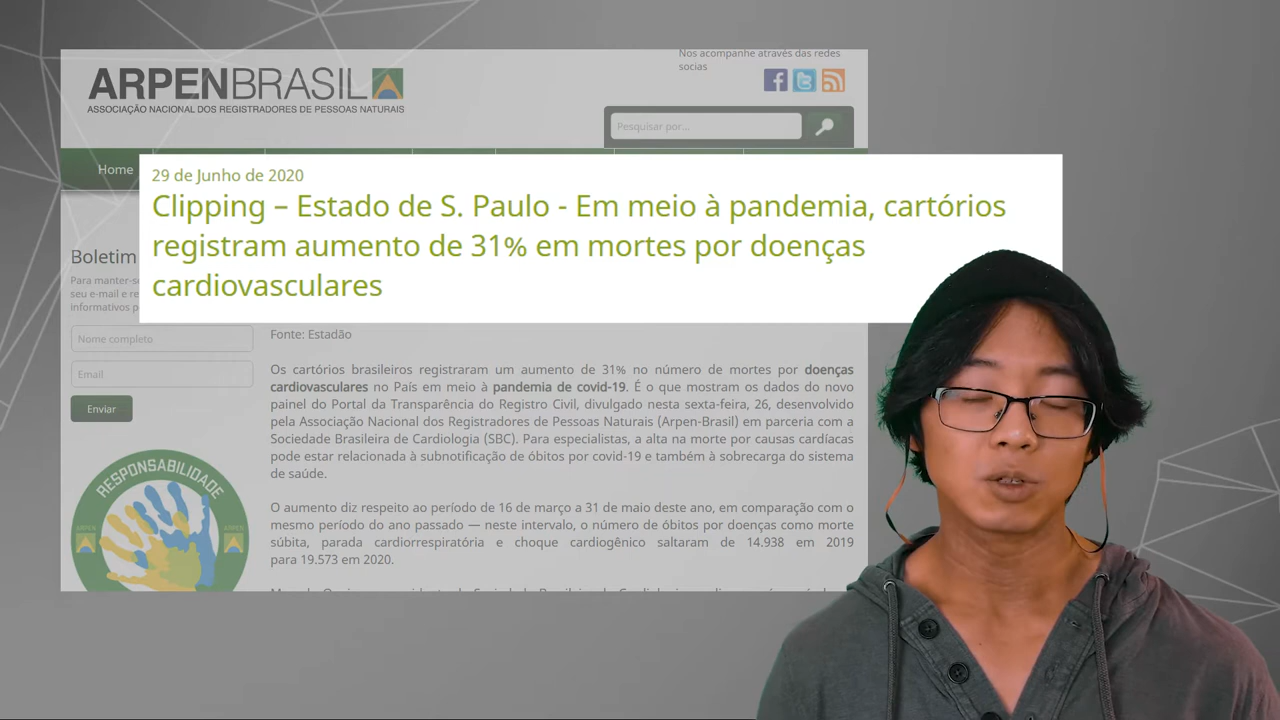 Nos acompanhe através das redes
socias
ARPENBRASIL
ASSOCIAÇÃO NACIONAL DOS REGISTRADORES DE PESSOAS NATURAIS
Pesquisar por...
Home
29 de Junho de 2020
Clipping – Estado de S. Paulo - Em meio à pandemia, cartórios
registram aumento de 31% em mortes por doenças
cardiovasculares
Boletim
Para manter-se
seu e-mail e re
informativos p
Nome completo
Email
Enviar
RESPONSABILIDADE
ARPEN
ARPEN
Fonte: Estadão
Os cartórios brasileiros registraram um aumento de 31% no número de mortes por doenças
cardiovasculares no País em meio à pandemia de covid-19. É o que mostram os dados do novo
painel do Portal da Transparência do Registro Civil, divulgado nesta sexta-feira, 26, desenvolvido
pela Associação Nacional dos Registradores de Pessoas Naturais (Arpen-Brasil) em parceria com a
Sociedade Brasileira de Cardiologia (SBC). Para especialistas, a alta na morte por causas cardíacas
pode estar relacionada à subnotificação de óbitos por covid-19 e também à sobrecarga do sistema
de saúde.
O aumento diz respeito ao período de 16 de março a 31 de maio deste ano, em comparação com o
mesmo período do ano passado — neste intervalo, o número de óbitos por doenças como morte
súbita, parada cardiorrespiratória e choque cardiogênico saltaram de 14.938 em 2019
para 19.573 em 2020.